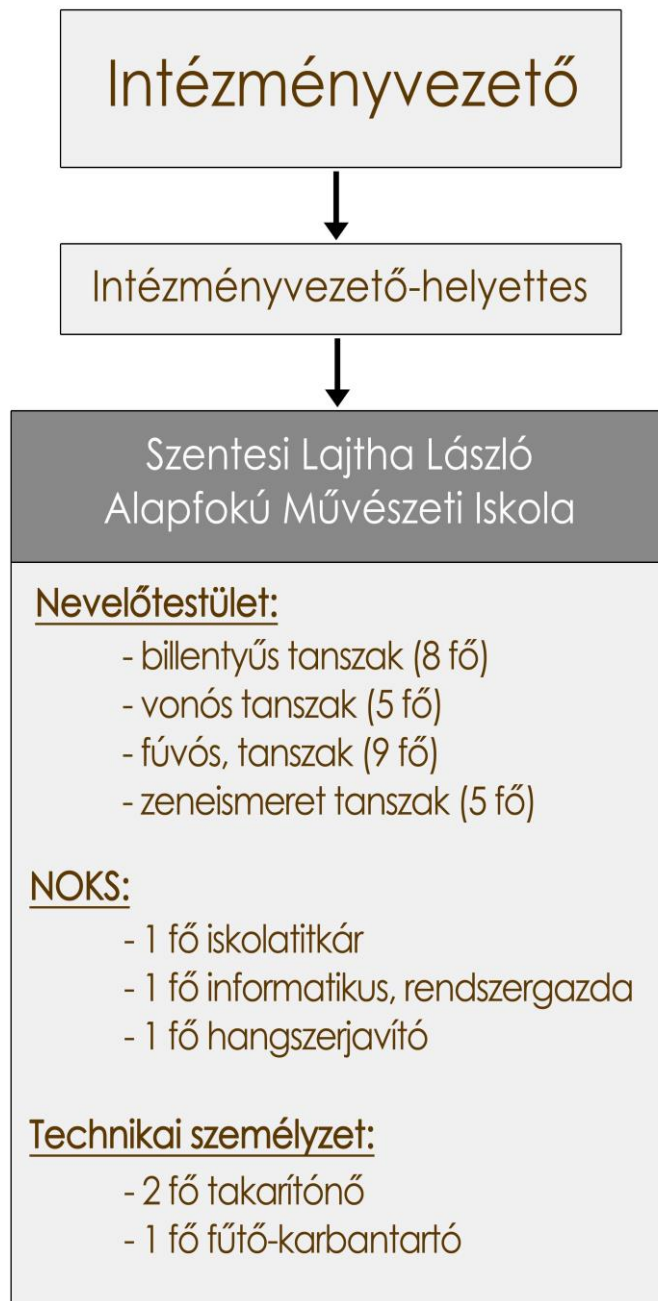 Intézményvezető
Intézményvezető-helyettes
Szentesi Lajtha László
Alapfokú Művészeti Iskola
Nevelőtestület:
- billentyűs tanszak (8 fő)
- vonós tanszak (5 fő)
- fúvós, tanszak (9 fő)
- zeneismeret tanszak (5 fő)
NOKS:
- 1 fő iskolatitkár
- 1 fő informatikus, rendszergazda
- 1 fő hangszerjavító
Technikai személyzet:
- 2 fő takarítónő
- 1 fő fűtő-karbantartó